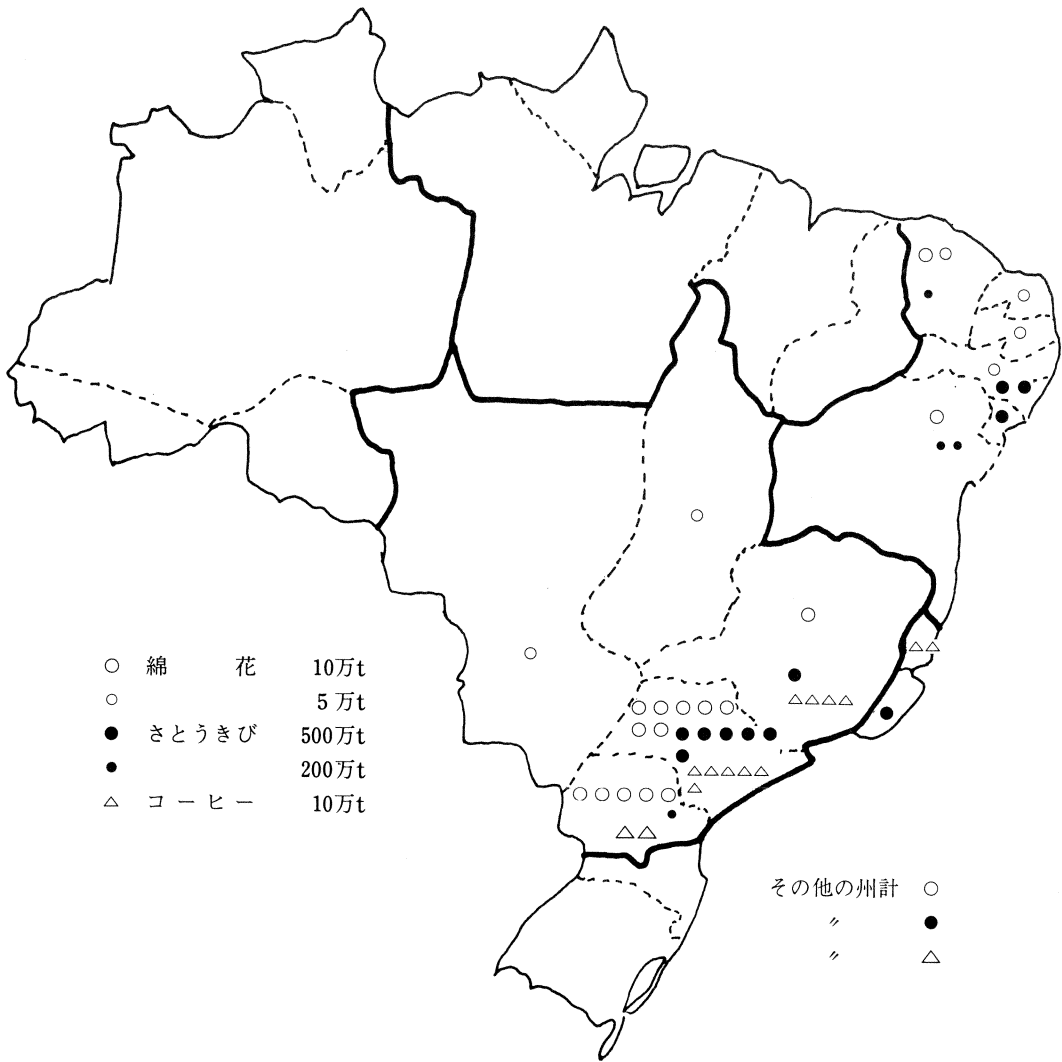 ○ 綿　　花 10万t
○ 5万t
● さとうきび 500万t
● 200万t
△ コーヒー 10万t
その他の州計 ○
〃 ●
〃 △